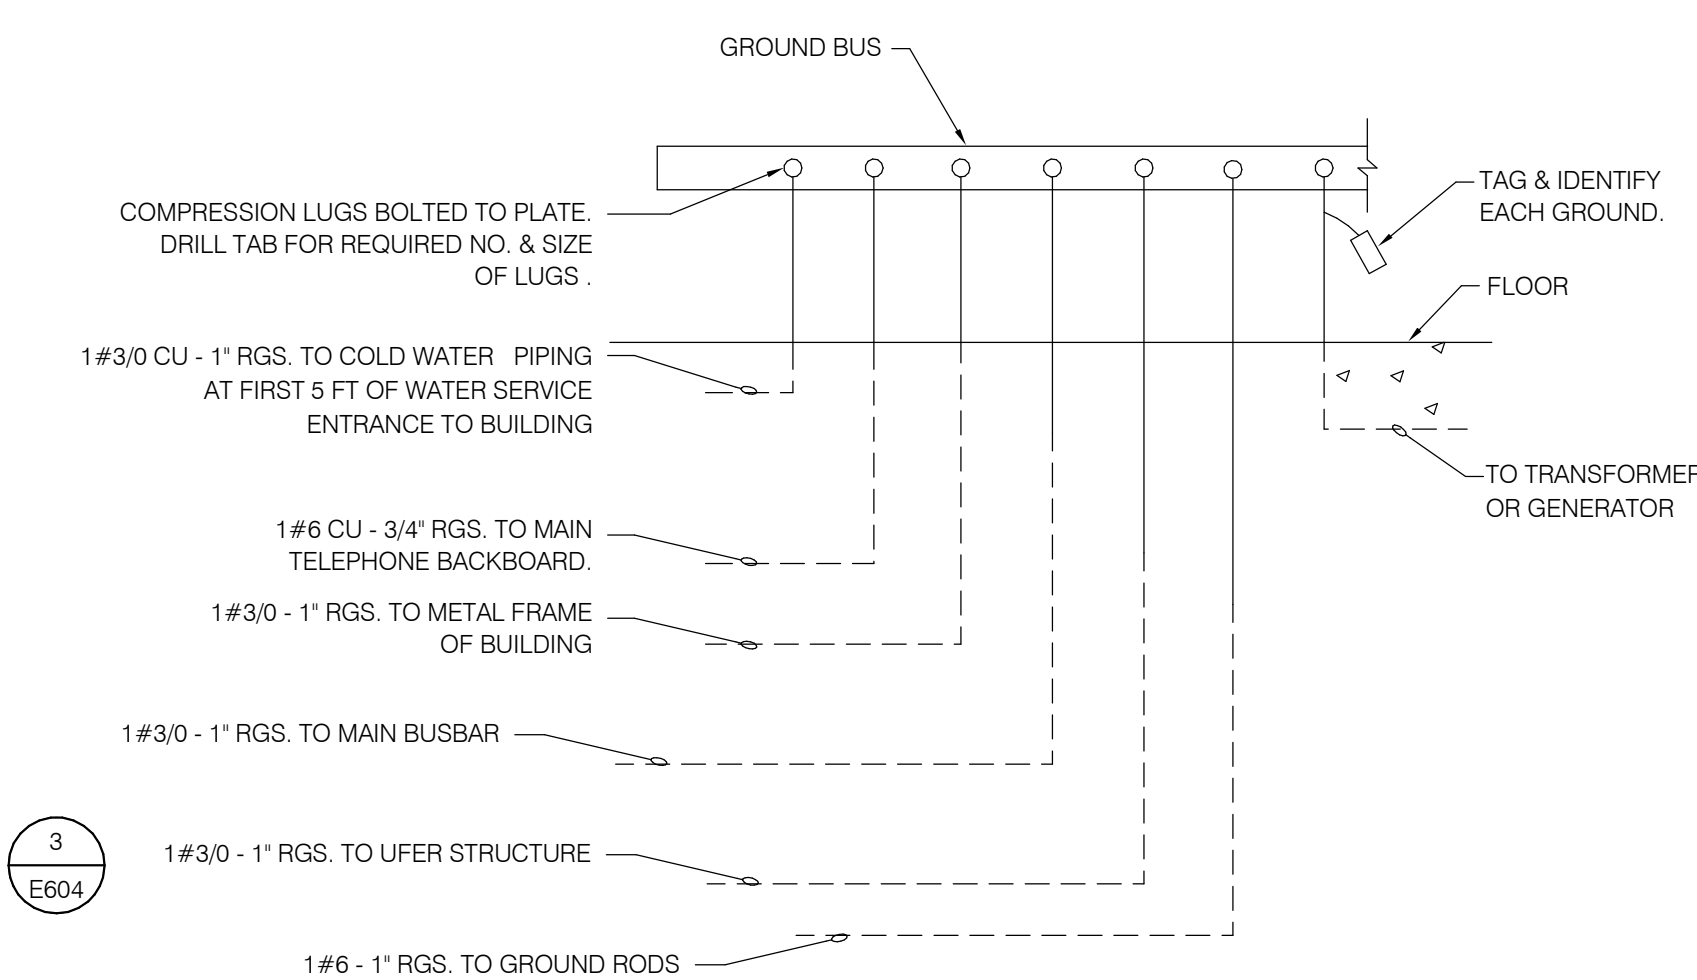 GROUND BUS
COMPRESSION LUGS BOLTED TO PLATE.
DRILL TAB FOR REQUIRED NO. & SIZE
OF LUGS .
TAG & IDENTIFY
EACH GROUND.
FLOOR
1#3/0 CU - 1" RGS. TO COLD WATER PIPING
AT FIRST 5 FT OF WATER SERVICE
ENTRANCE TO BUILDING
TO TRANSFORMER
OR GENERATOR
1#6 CU - 3/4" RGS. TO MAIN
TELEPHONE BACKBOARD.
1#3/0 - 1" RGS. TO METAL FRAME
OF BUILDING
1#3/0 - 1" RGS. TO MAIN BUSBAR
3
E604
1#3/0 - 1" RGS. TO UFER STRUCTURE
1#6 - 1" RGS. TO GROUND RODS